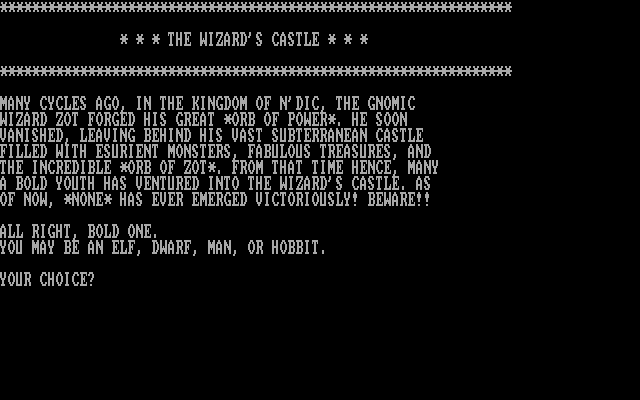 ****************************************************************
* * * THE WIZARD'S CASTLE * * *
****************************************************************
MANY CYCLES AGO, IN THE KINGDOM OF N'DIC, THE GNOMIC
WIZARD ZOT FORGED HIS GREAT *ORB OF POWER*. HE SOON
VANISHED, LEAVING BEHIND HIS VAST SUBTERRANEAN CASTLE
FILLED WITH ESURIENT MONSTERS, FABULOUS TREASURES, AND
THE INCREDIBLE *ORB OF ZOT*. FROM THAT TIME HENCE, MANY
A BOLD YOUTH HAS VENTURED INTO THE WIZARD'S CASTLE. AS
OF NOW, *NONE* HAS EVER EMERGED VICTORIOUSLY! BEWARE!!
ALL RIGHT, BOLD ONE.
YOU MAY BE AN ELF, DWARF, MAN, OR HOBBIT.
YOUR CHOICE?